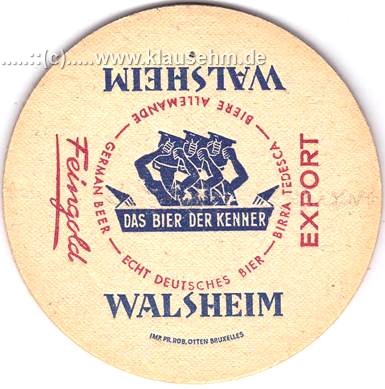 ......::(c).....www.klausehm.de
WALSHEIM
BIERE ALLEMANDE
GERMAN BEER
ECHT DEUTSCHES BIER
BIRRA TEDESCA
DAS BIER DER KENNER
Feingold
EXPORT
WALSHEIM
IMP. PR. ROB. OTTEN BRUXELLES